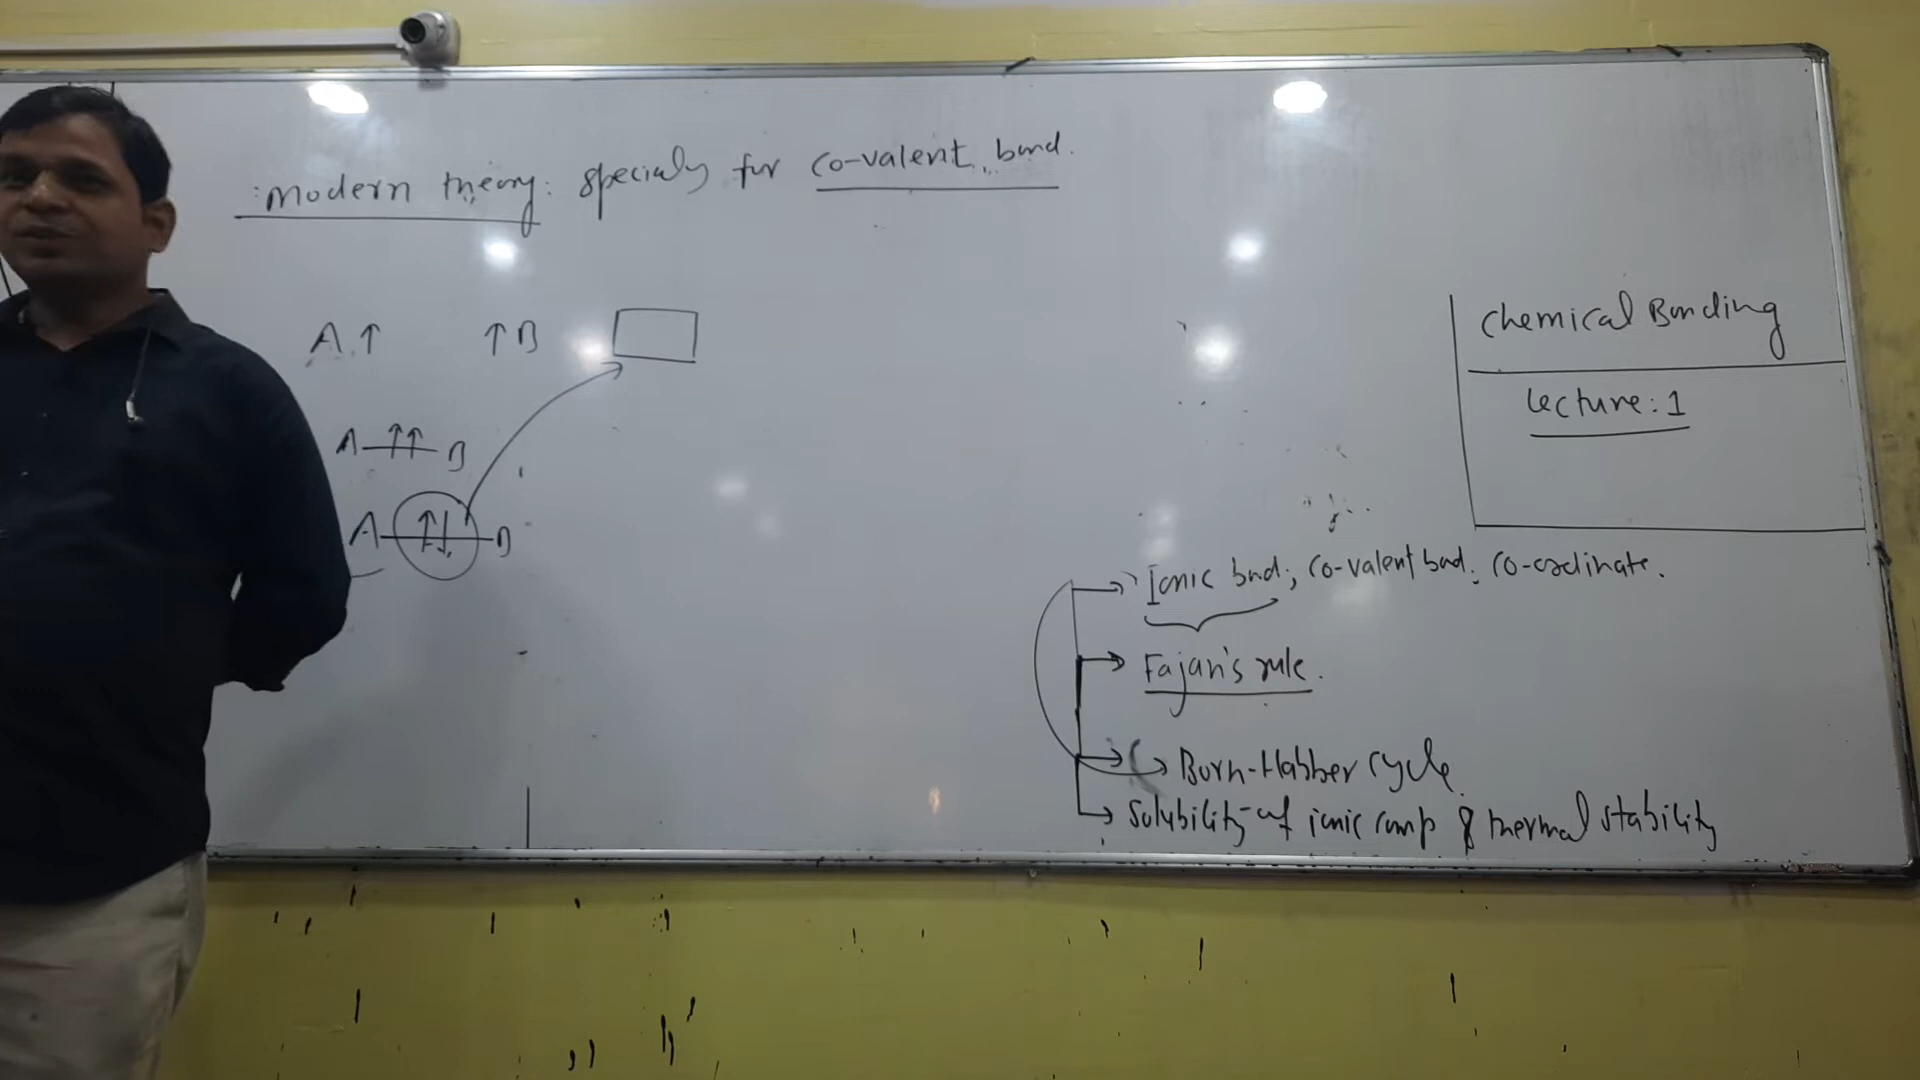 :Modern theory: specialy for Co-valent bond.
A ↑ ↑ B
A ↑↑ B
A ↑↓ B
Chemical Bonding
Lecture: 1
Ionic bnd; Co-valent bnd; Co-ordinate.
Fajan's rule.
Born-Habber cycle.
Solubility of ionic comp & thermal stability